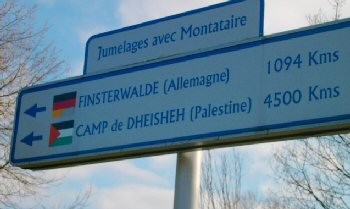 Jumelages avec Montataire
FINSTERWALDE (Allemagne) 1094 Kms
CAMP de DHEISHEH (Palestine) 4500 Kms